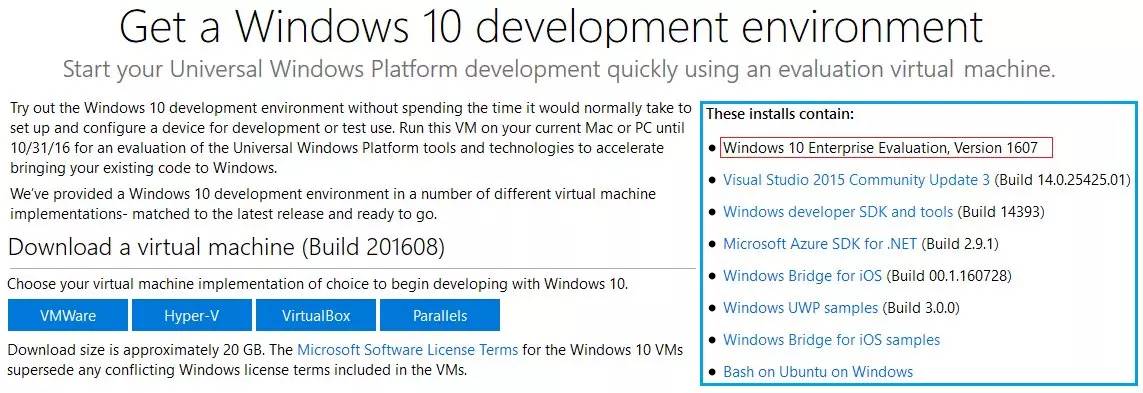 Get a Windows 10 development environment
Start your Universal Windows Platform development quickly using an evaluation virtual machine.
Try out the Windows 10 development environment without spending the time it would normally take to
set up and configure a device for development or test use. Run this VM on your current Mac or PC until
10/31/16 for an evaluation of the Universal Windows Platform tools and technologies to accelerate
bringing your existing code to Windows.
We've provided a Windows 10 development environment in a number of different virtual machine
implementations- matched to the latest release and ready to go.
Download a virtual machine (Build 201608)
Choose your virtual machine implementation of choice to begin developing with Windows 10.
VMWare
Hyper-V
VirtualBox
Parallels
Download size is approximately 20 GB. The Microsoft Software License Terms for the Windows 10 VMs
supersede any conflicting Windows license terms included in the VMs.
These installs contain:
● Windows 10 Enterprise Evaluation, Version 1607
● Visual Studio 2015 Community Update 3 (Build 14.0.25425.01)
● Windows developer SDK and tools (Build 14393)
● Microsoft Azure SDK for .NET (Build 2.9.1)
● Windows Bridge for iOS (Build 00.1.160728)
● Windows UWP samples (Build 3.0.0)
● Windows Bridge for iOS samples
● Bash on Ubuntu on Windows